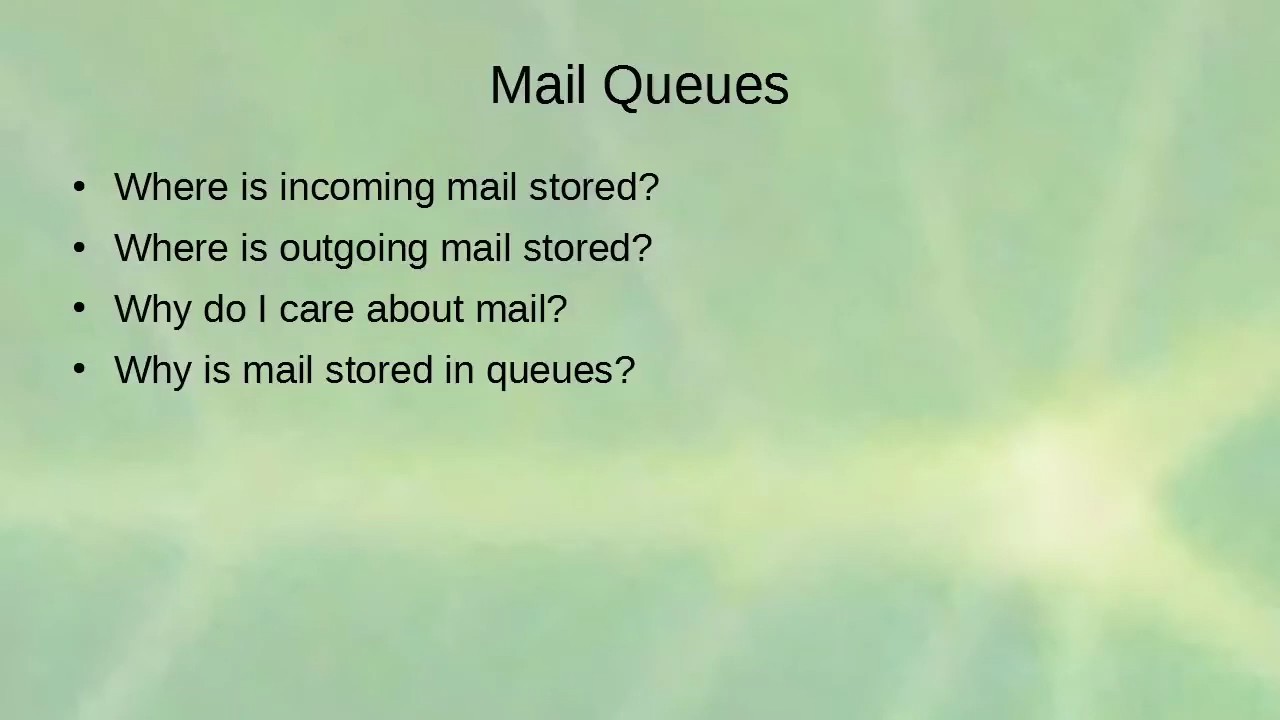 Mail Queues
• Where is incoming mail stored?
• Where is outgoing mail stored?
• Why do I care about mail?
• Why is mail stored in queues?